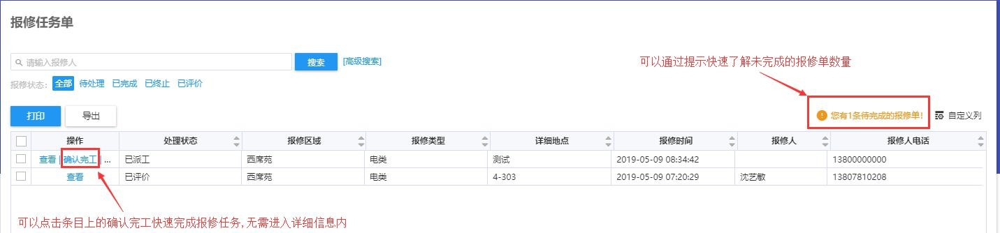 报修任务单
请输入报修人 搜索 [高级搜索]
可以通过提示快速了解未完成的报修单数量
报修状态: 全部 待处理 已完成 已终止 已评价
打印 导出 您有1条待完成的报修单! 自定义列
操作 处理状态 报修区域 报修类型 详细地点 报修时间 报修人 报修人电话
查看 | 确认完工 | ... 已派工 西席苑 电类 测试 2019-05-09 08:34:42 13800000000
查看 已评价 西席苑 电类 4-303 2019-05-09 07:20:29 沈艺敏 13807810208
可以点击条目上的确认完工快速完成报修任务,无需进入详细信息内